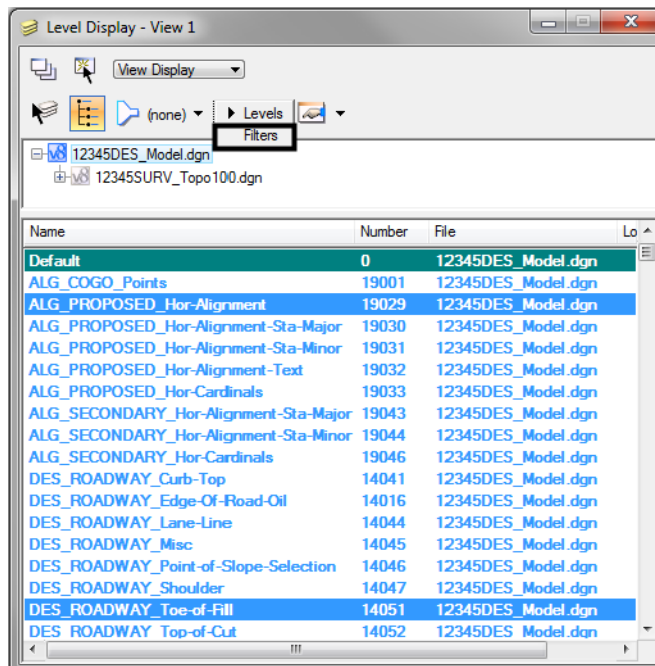 Level Display - View 1
View Display
(none) Levels
Filters
12345DES_Model.dgn
12345SURV_Topo100.dgn
Name Number File Lo
Default 0 12345DES_Model.dgn
ALG_COGO_Points 19001 12345DES_Model.dgn
ALG_PROPOSED_Hor-Alignment 19029 12345DES_Model.dgn
ALG_PROPOSED_Hor-Alignment-Sta-Major 19030 12345DES_Model.dgn
ALG_PROPOSED_Hor-Alignment-Sta-Minor 19031 12345DES_Model.dgn
ALG_PROPOSED_Hor-Alignment-Text 19032 12345DES_Model.dgn
ALG_PROPOSED_Hor-Cardinals 19033 12345DES_Model.dgn
ALG_SECONDARY_Hor-Alignment-Sta-Major 19043 12345DES_Model.dgn
ALG_SECONDARY_Hor-Alignment-Sta-Minor 19044 12345DES_Model.dgn
ALG_SECONDARY_Hor-Cardinals 19046 12345DES_Model.dgn
DES_ROADWAY_Curb-Top 14041 12345DES_Model.dgn
DES_ROADWAY_Edge-Of-Road-Oil 14016 12345DES_Model.dgn
DES_ROADWAY_Lane-Line 14044 12345DES_Model.dgn
DES_ROADWAY_Misc 14045 12345DES_Model.dgn
DES_ROADWAY_Point-of-Slope-Selection 14046 12345DES_Model.dgn
DES_ROADWAY_Shoulder 14047 12345DES_Model.dgn
DES_ROADWAY_Toe-of-Fill 14051 12345DES_Model.dgn
DES_ROADWAY_Top-of-Cut 14052 12345DES_Model.dgn